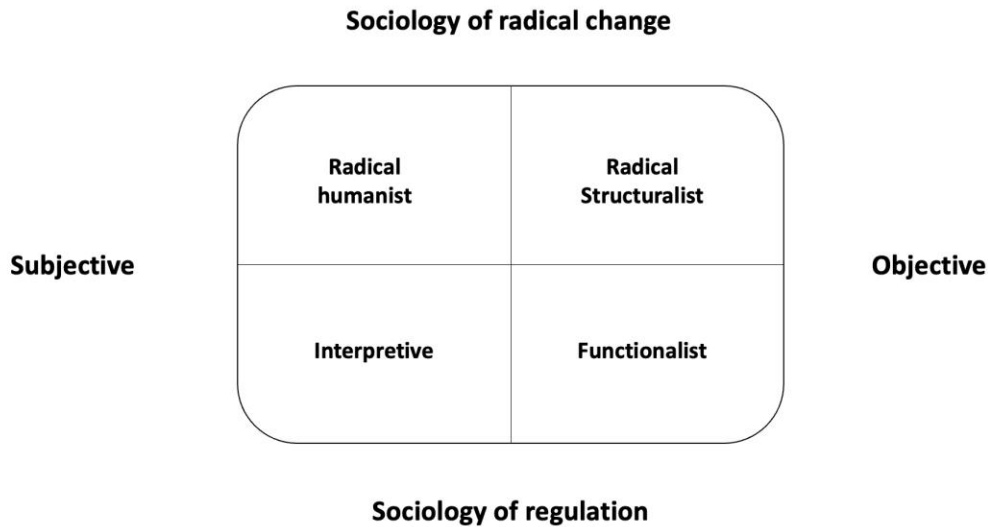 Sociology of radical change
Radical
humanist
Radical
Structuralist
Subjective
Objective
Interpretive
Functionalist
Sociology of regulation